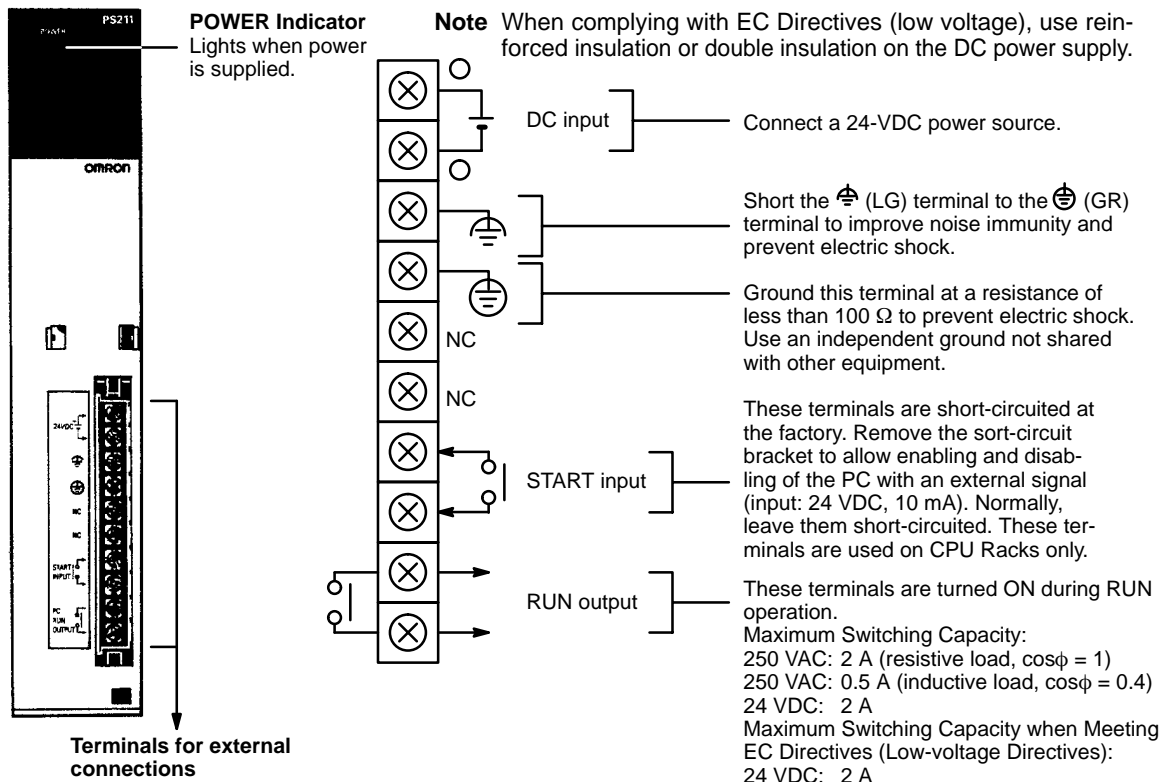 PS211
POWER
POWER Indicator
Lights when power
is supplied.
Note When complying with EC Directives (low voltage), use rein-
forced insulation or double insulation on the DC power supply.
OMRON
24VDC
NC
NC
START
INPUT
PC
RUN
OUTPUT
Terminals for external
connections
DC input
Connect a 24-VDC power source.
Short the (LG) terminal to the (GR)
terminal to improve noise immunity and
prevent electric shock.
Ground this terminal at a resistance of
less than 100 Ω to prevent electric shock.
Use an independent ground not shared
with other equipment.
NC
NC
START input
These terminals are short-circuited at
the factory. Remove the sort-circuit
bracket to allow enabling and disab-
ling of the PC with an external signal
(input: 24 VDC, 10 mA). Normally,
leave them short-circuited. These ter-
minals are used on CPU Racks only.
RUN output
These terminals are turned ON during RUN
operation.
Maximum Switching Capacity:
250 VAC: 2 A (resistive load, cosϕ = 1)
250 VAC: 0.5 A (inductive load, cosϕ = 0.4)
24 VDC: 2 A
Maximum Switching Capacity when Meeting
EC Directives (Low-voltage Directives):
24 VDC: 2 A